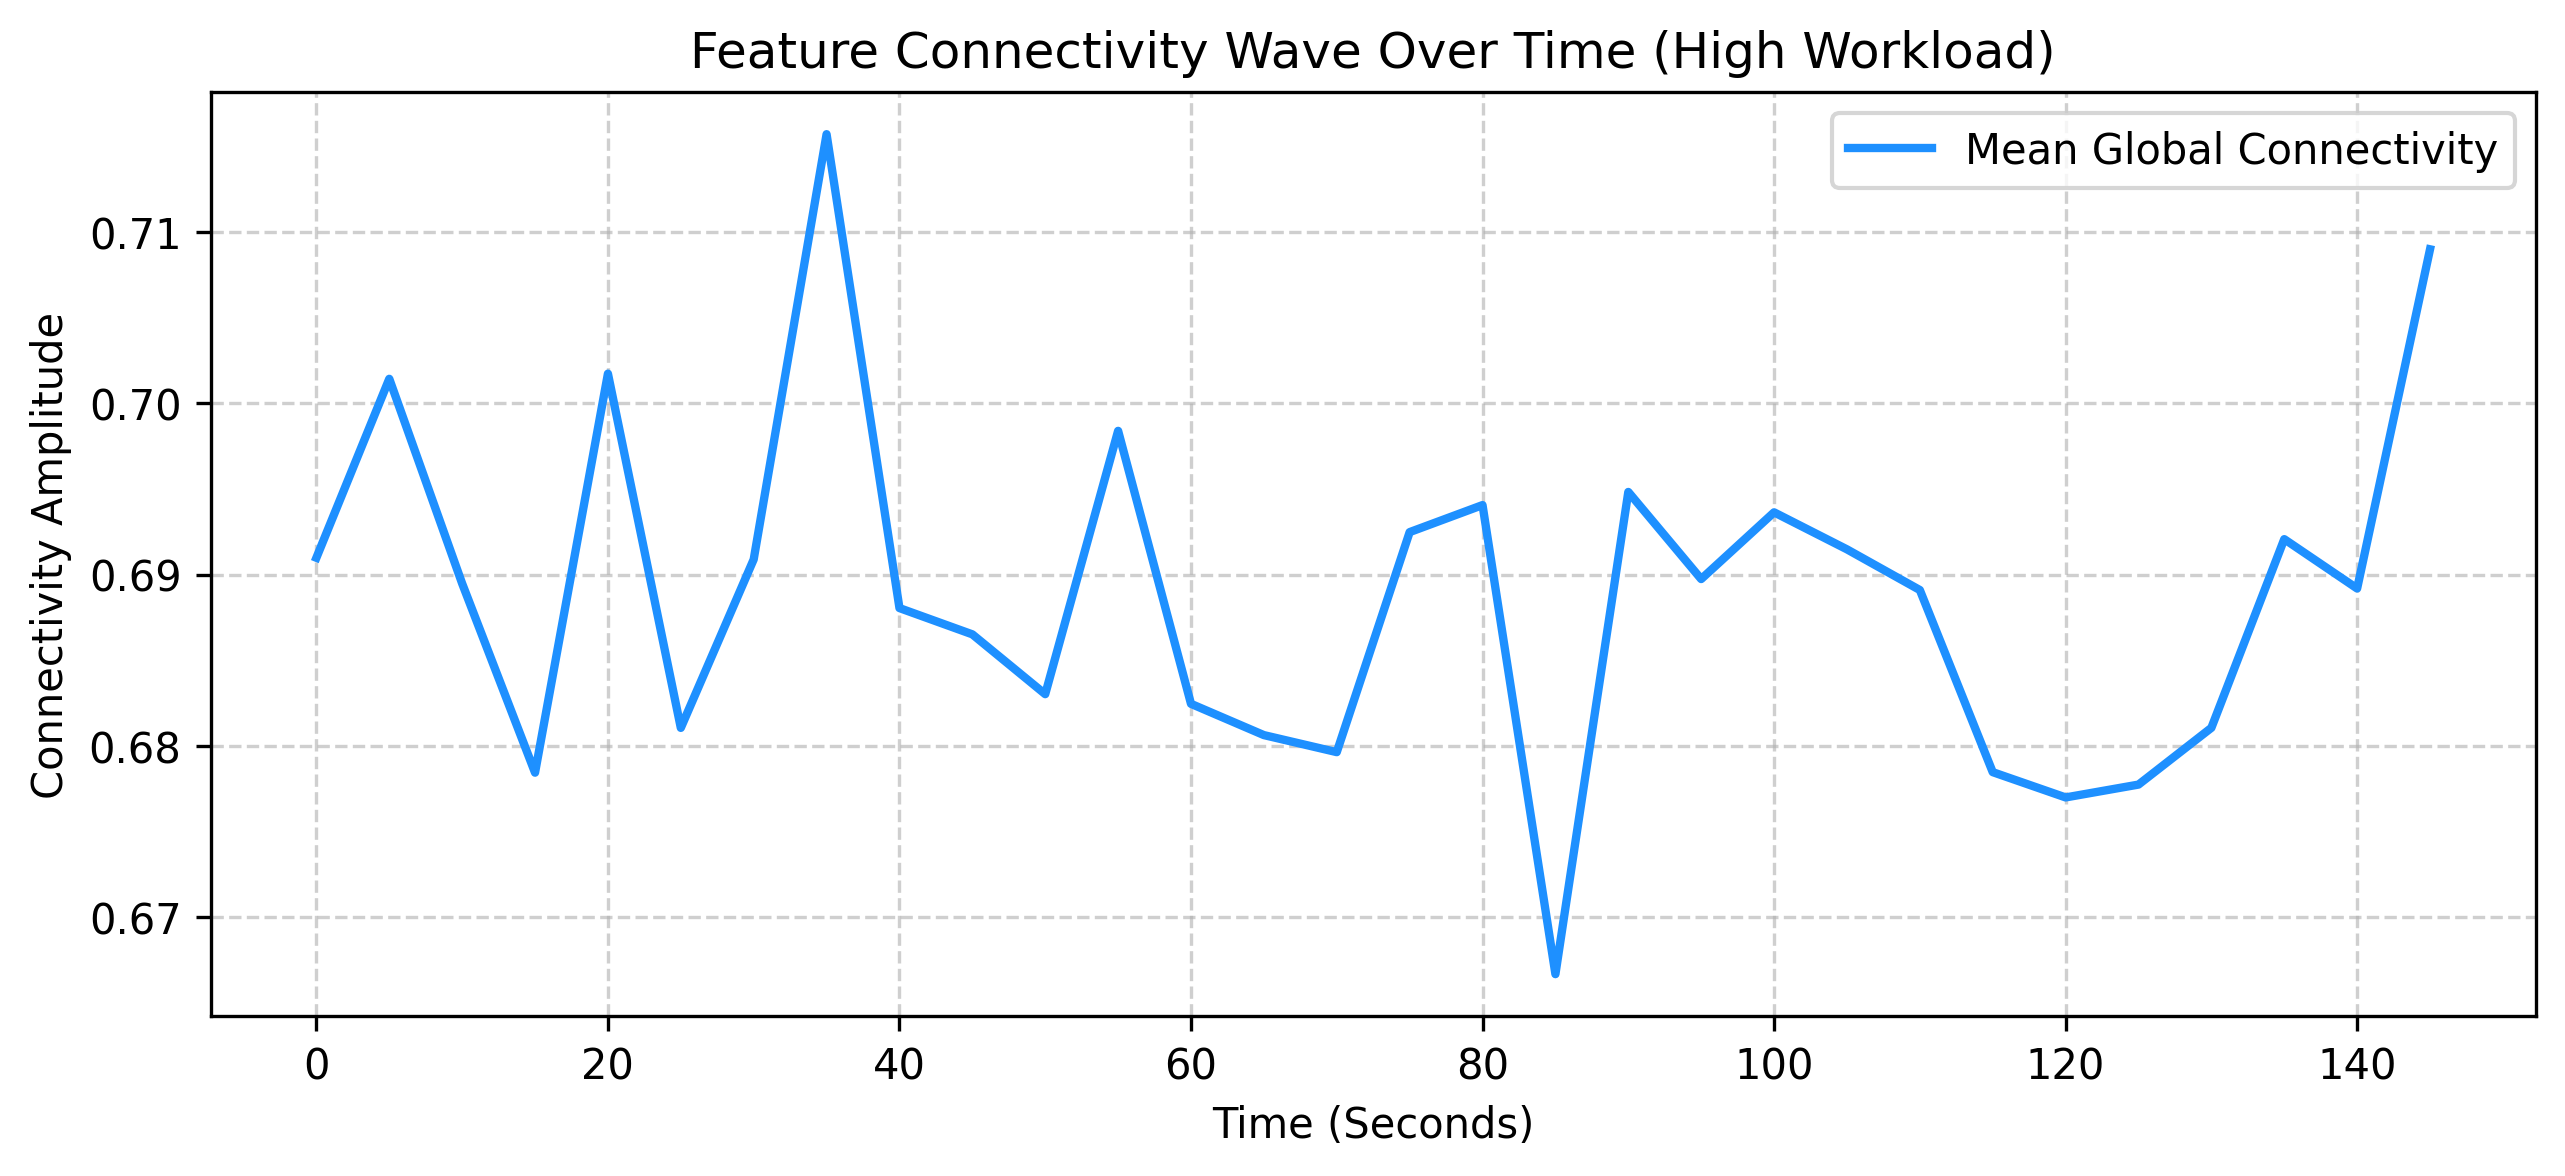 Feature Connectivity Wave Over Time (High Workload)
Mean Global Connectivity
Connectivity Amplitude
0.71
0.70
0.69
0.68
0.67
0 20 40 60 80 100 120 140
Time (Seconds)